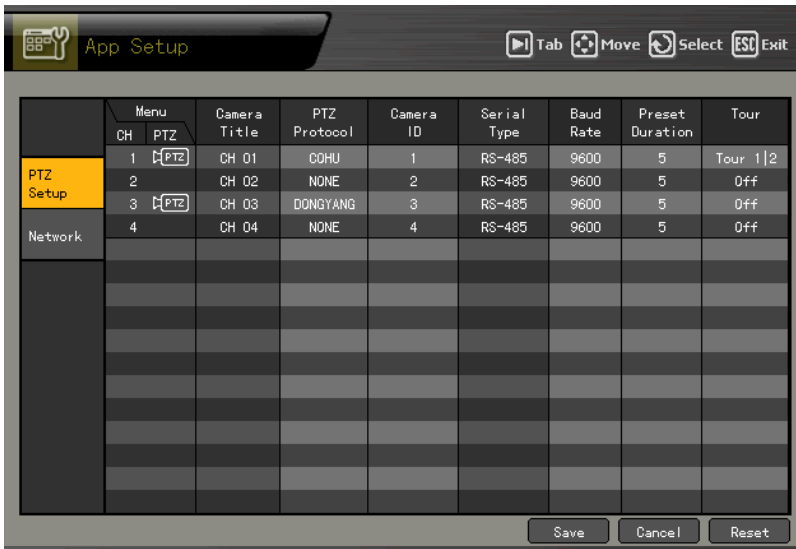 App Setup
Tab Move Select ESC Exit
Menu
CH PTZ
Camera Title
PTZ Protocol
Camera ID
Serial Type
Baud Rate
Preset Duration
Tour
PTZ Setup
Network
1 PTZ CH 01 COHU 1 RS-485 9600 5 Tour 1|2
2 CH 02 NONE 2 RS-485 9600 5 Off
3 PTZ CH 03 DONGYANG 3 RS-485 9600 5 Off
4 CH 04 NONE 4 RS-485 9600 5 Off
Save Cancel Reset